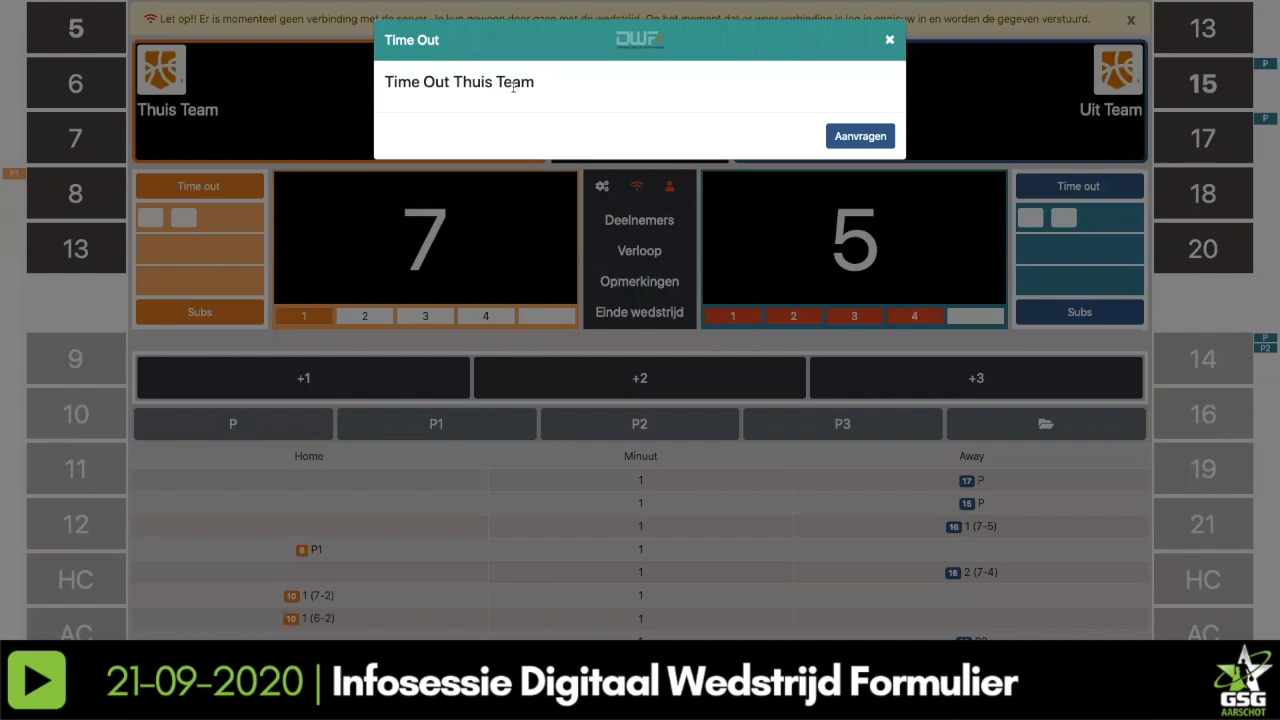 Let op!! Er is momenteel geen verbinding met de server. Je kun gewoon door gaan met de wedstrijd. Op het moment dat er weer verbinding is log je opnieuw in en worden de gegeven verstuurd.
x
Time Out
DWF
×
Time Out Thuis Team
Aanvragen
5
6
7
8
13
P1
Thuis Team
Uit Team
13
15
17
18
20
P
P
Time out
Subs
7
1 2 3 4
Deelnemers
Verloop
Opmerkingen
Einde wedstrijd
5
1 2 3 4
Time out
Subs
9
10
11
12
HC
AC
14
16
19
21
HC
AC
P
P2
+1 +2 +3
P P1 P2 P3
Home Minuut Away
1 17 P
1 15 P
1 16 1 (7-5)
8 P1 1
1 16 2 (7-4)
10 1 (7-2) 1
10 1 (6-2) 1
21-09-2020 | Infosessie Digitaal Wedstrijd Formulier
GSG
AARSCHOT